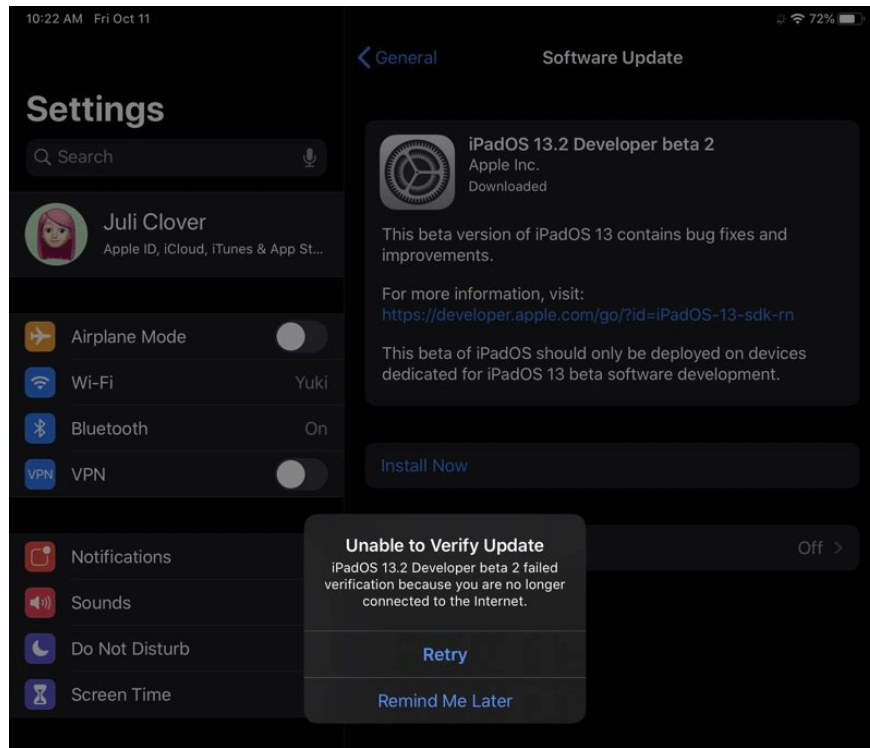 10:22 AM Fri Oct 11
72%
General
Software Update
Settings
Search
Juli Clover
Apple ID, iCloud, iTunes & App St...
Airplane Mode
Wi-Fi
Yuki
Bluetooth
On
VPN
VPN
Notifications
Sounds
Do Not Disturb
Screen Time
iPadOS 13.2 Developer beta 2
Apple Inc.
Downloaded
This beta version of iPadOS 13 contains bug fixes and
improvements.
For more information, visit:
https://developer.apple.com/go/?id=iPadOS-13-sdk-rn
This beta of iPadOS should only be deployed on devices
dedicated for iPadOS 13 beta software development.
Install Now
Off
Unable to Verify Update
iPadOS 13.2 Developer beta 2 failed
verification because you are no longer
connected to the Internet.
Retry
Remind Me Later